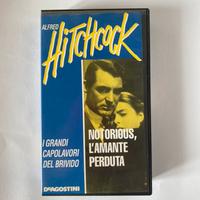 ALFRED
HITCHCOCK
I GRANDI
CAPOLAVORI
DEL BRIVIDO
NOTORIOUS,
L'AMANTE
PERDUTA
DEAGOSTINI